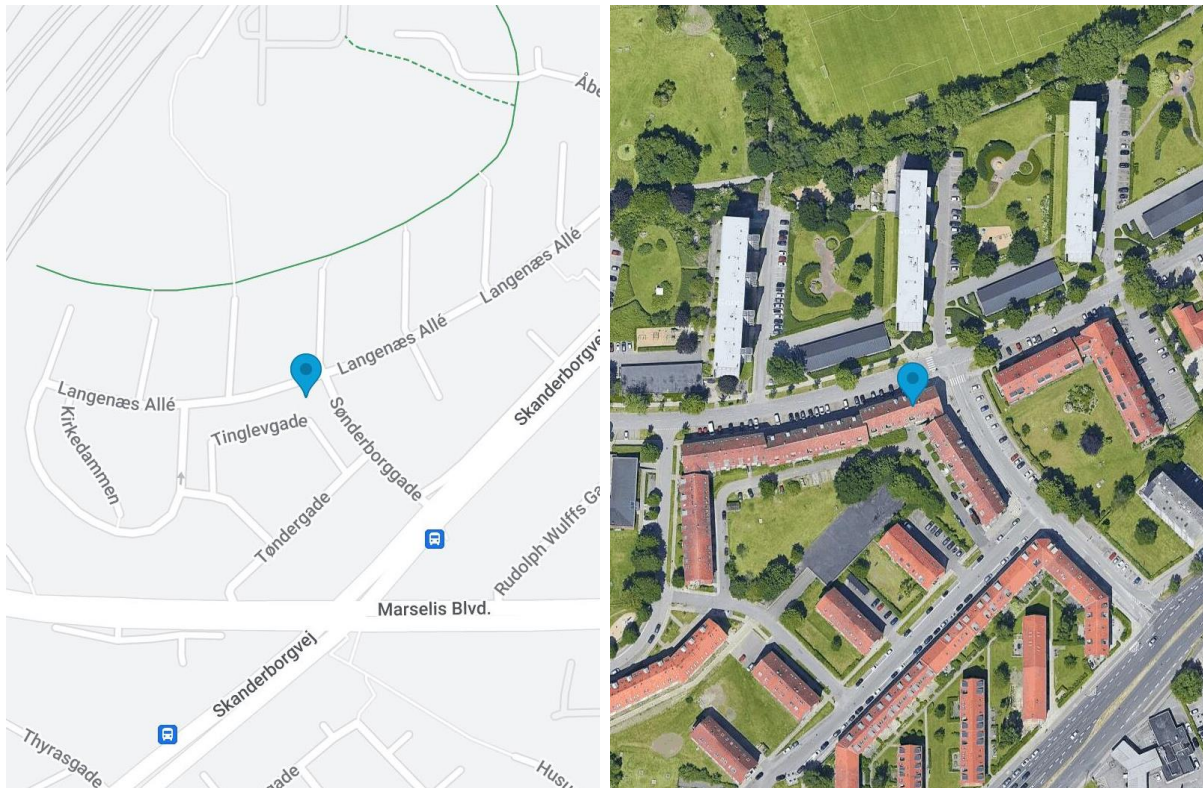 Åbe
Langenæs Allé
Langenæs Allé
Langenæs Allé
Skanderborgvej
Kirkedammen
Tinglevgade
Sønderborggade
Tøndergade
Rudolph Wulffs Ga
Marselis Blvd.
Skanderborgvej
Thyrasgade
gade
Husu